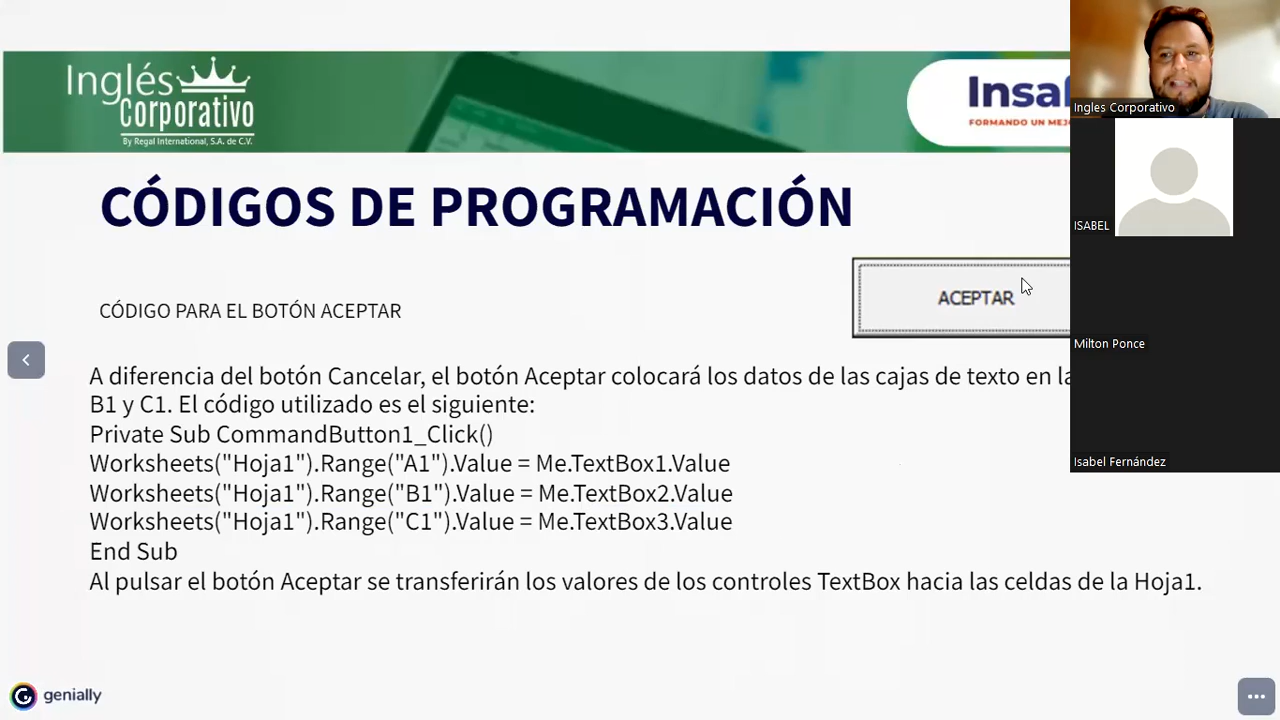 Inglés
Corporativo
By Regal International, S.A. de C.V.
FORMANDO UN
Ingles Corporativo
CÓDIGOS DE PROGRAMACIÓN
ISABEL
ACEPTAR
CÓDIGO PARA EL BOTÓN ACEPTAR
Milton Ponce
A diferencia del botón Cancelar, el botón Aceptar colocará los datos de las cajas de texto en la
B1 y C1. El código utilizado es el siguiente:
Private Sub CommandButton1_Click()
Worksheets("Hoja1").Range("A1").Value = Me.TextBox1.Value
Isabel Fernández
Worksheets("Hoja1").Range("B1").Value = Me.TextBox2.Value
Worksheets("Hoja1").Range("C1").Value = Me.TextBox3.Value
End Sub
Al pulsar el botón Aceptar se transferirán los valores de los controles TextBox hacia las celdas de la Hoja1.
genially